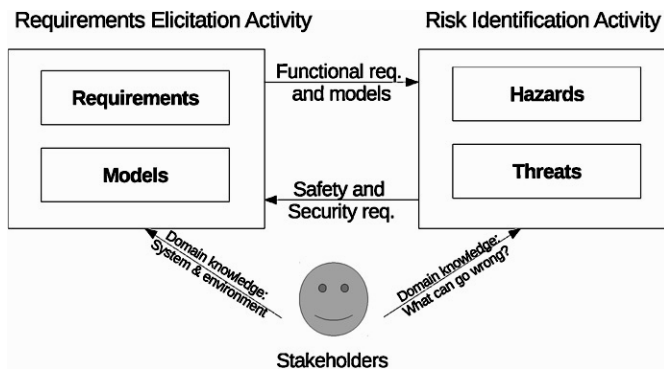 Requirements Elicitation Activity
Risk Identification Activity
Requirements
Models
Functional req.
and models
Safety and
Security req.
Hazards
Threats
Domain knowledge:
System & environment
Domain knowledge:
What can go wrong?
Stakeholders